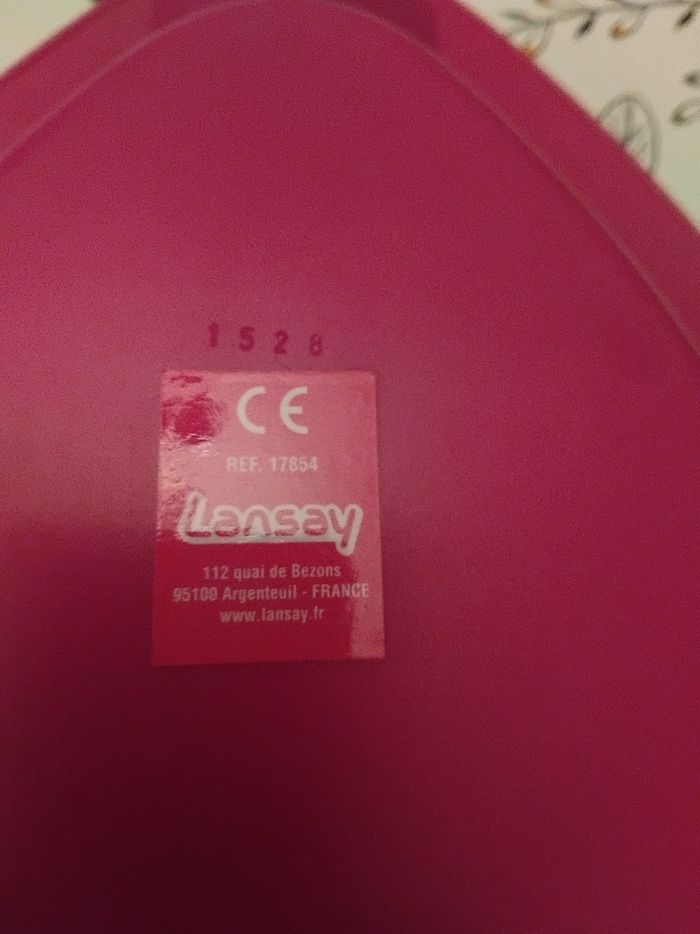 1528
CE
REF. 17854
Lansay
112 quai de Bezons
95100 Argenteuil - FRANCE
www.lansay.fr